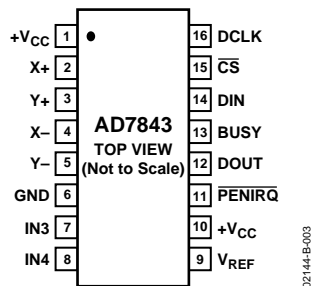 +VCC 1 16 DCLK
X+ 2 15 CS
Y+ 3 14 DIN
X– 4 13 BUSY
Y– 5 12 DOUT
GND 6 11 PENIRQ
IN3 7 10 +VCC
IN4 8 9 VREF
AD7843
TOP VIEW
(Not to Scale)
02144-B-003